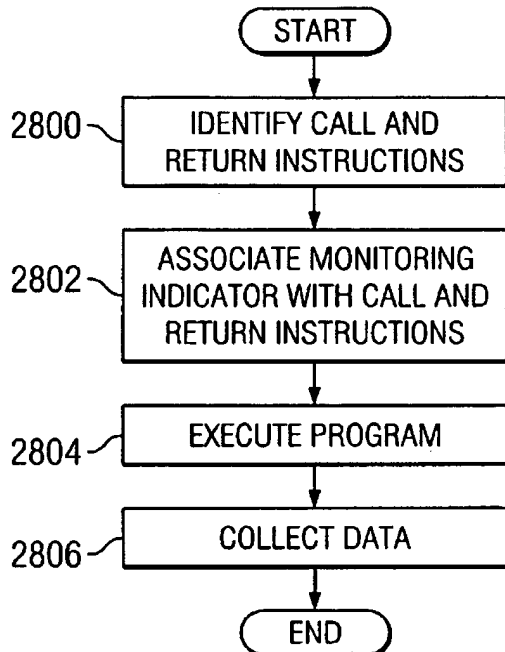 START
2800
IDENTIFY CALL AND
RETURN INSTRUCTIONS
2802
ASSOCIATE MONITORING
INDICATOR WITH CALL AND
RETURN INSTRUCTIONS
2804
EXECUTE PROGRAM
2806
COLLECT DATA
END